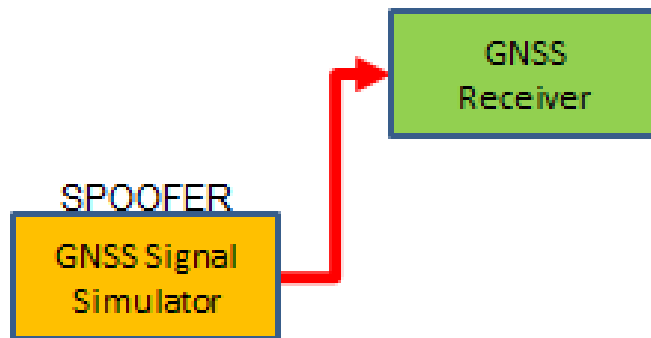 GNSS
Receiver
SPOOFER
GNSS Signal
Simulator